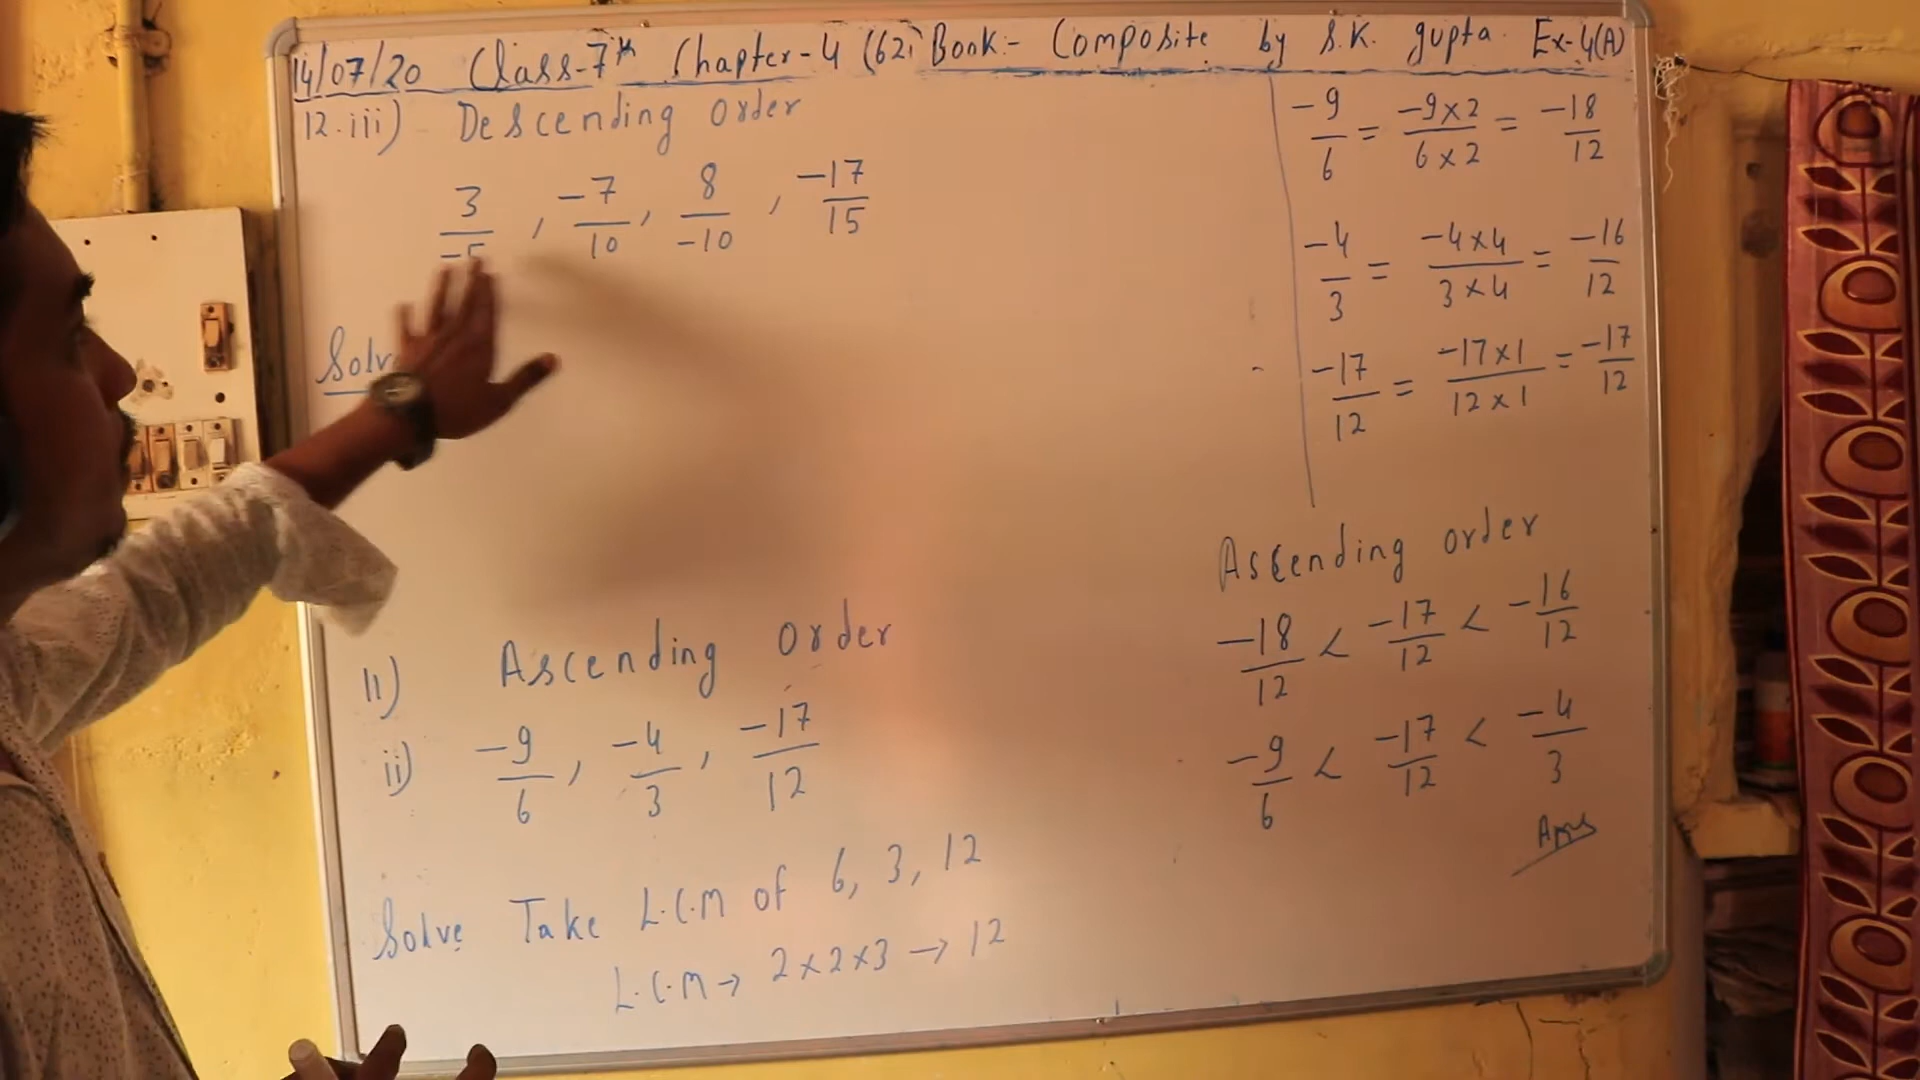 14/07/20 Class-7th Chapter-4 (62) Book:- Composite by S.K. gupta. Ex-4(A)
12.iii) Descending order
3/-5 , -7/10 , 8/-10 , -17/15
Solve
ii) Ascending order
ii) -9/6 , -4/3 , -17/12
Solve Take L.C.M of 6, 3, 12
L.C.M → 2×2×3 → 12
-9/6 = -9×2/6×2 = -18/12
-4/3 = -4×4/3×4 = -16/12
-17/12 = -17×1/12×1 = -17/12
Ascending order
-18/12 < -17/12 < -16/12
-9/6 < -17/12 < -4/3
Ans